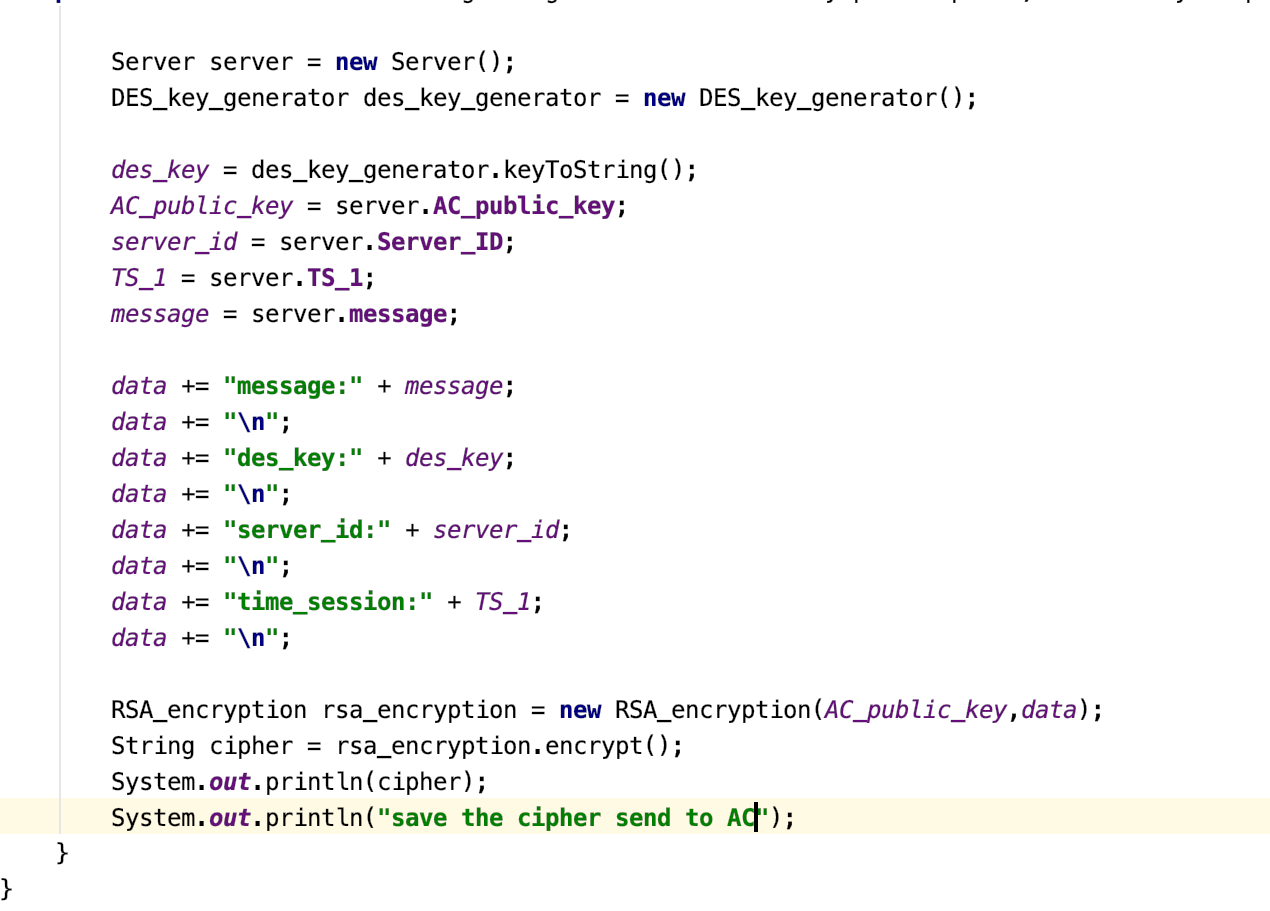 Server server = new Server();
DES_key_generator des_key_generator = new DES_key_generator();
des_key = des_key_generator.keyToString();
AC_public_key = server.AC_public_key;
server_id = server.Server_ID;
TS_1 = server.TS_1;
message = server.message;
data += "message:" + message;
data += "\n";
data += "des_key:" + des_key;
data += "\n";
data += "server_id:" + server_id;
data += "\n";
data += "time_session:" + TS_1;
data += "\n";
RSA_encryption rsa_encryption = new RSA_encryption(AC_public_key,data);
String cipher = rsa_encryption.encrypt();
System.out.println(cipher);
System.out.println("save the cipher send to AC");
}
}